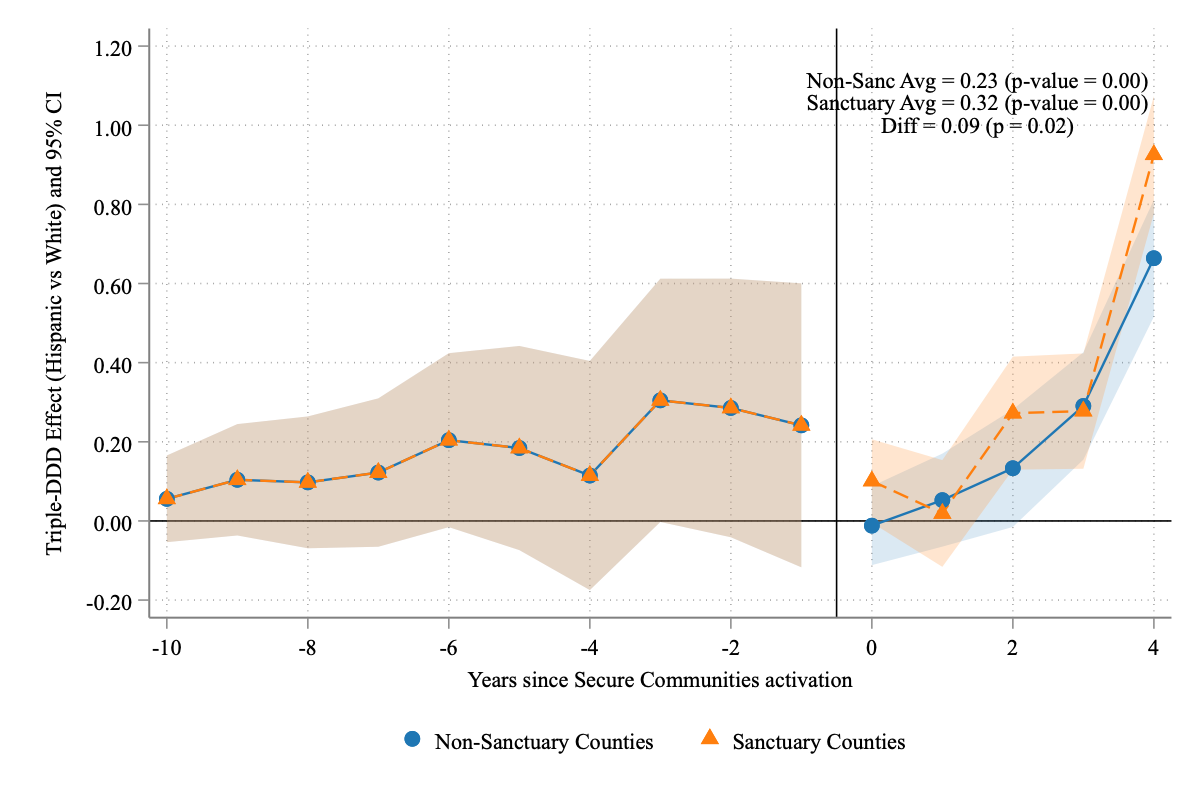 Triple-DDD Effect (Hispanic vs White) and 95% CI
1.20
1.00
0.80
0.60
0.40
0.20
0.00
-0.20
Non-Sanc Avg = 0.23 (p-value = 0.00)
Sanctuary Avg = 0.32 (p-value = 0.00)
Diff = 0.09 (p = 0.02)
-10 -8 -6 -4 -2 0 2 4
Years since Secure Communities activation
Non-Sanctuary Counties Sanctuary Counties